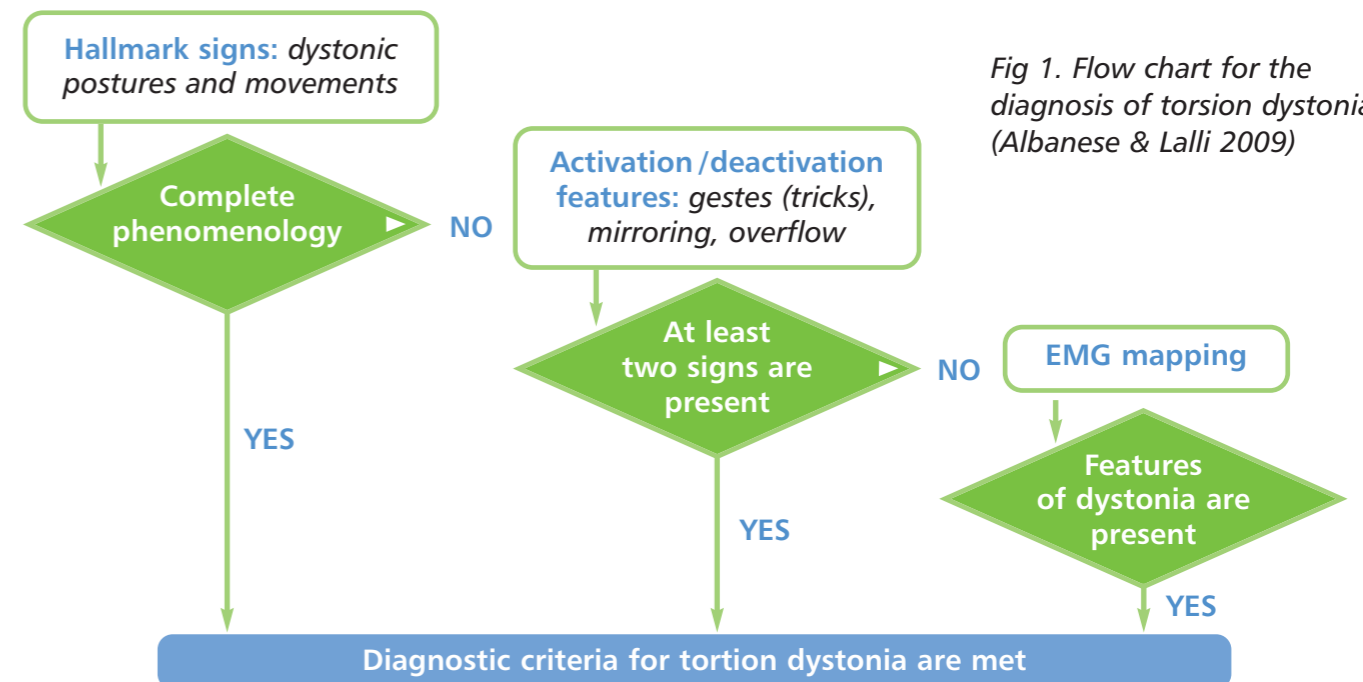 Hallmark signs: dystonic
postures and movements
Fig 1. Flow chart for the
diagnosis of torsion dystonia
(Albanese & Lalli 2009)
Complete
phenomenology
NO
Activation/deactivation
features: gestes (tricks),
mirroring, overflow
At least
two signs are
present
NO
EMG mapping
YES
Features
of dystonia are
present
YES
YES
Diagnostic criteria for tortion dystonia are met